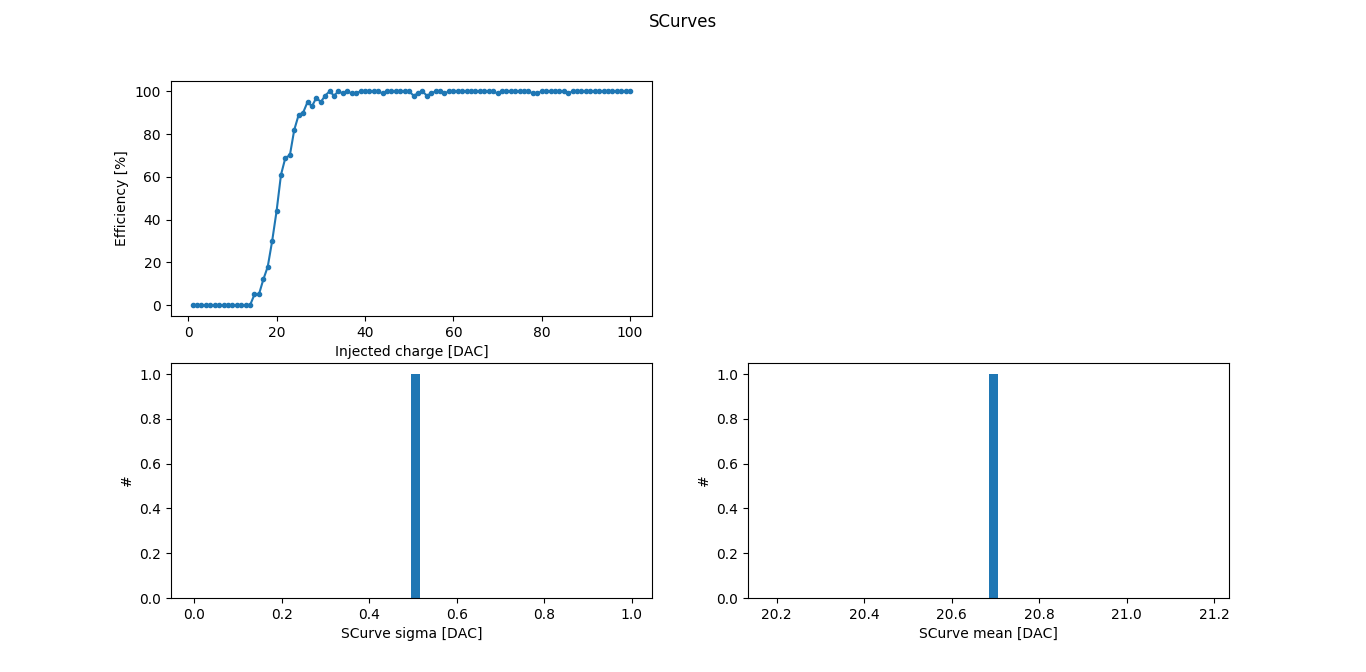 SCurves
100
80
60
40
20
0
Efficiency [%]
0 20 40 60 80 100
Injected charge [DAC]
1.0
0.8
0.6
0.4
0.2
0.0
#
0.0 0.2 0.4 0.6 0.8 1.0
SCurve sigma [DAC]
1.0
0.8
0.6
0.4
0.2
0.0
#
20.2 20.4 20.6 20.8 21.0 21.2
SCurve mean [DAC]